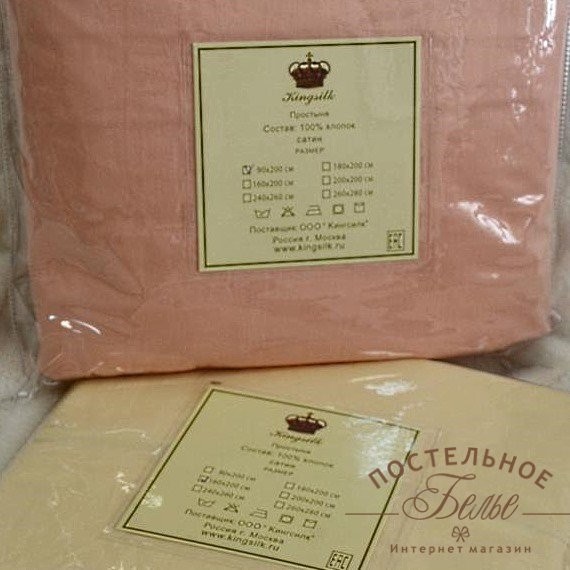 Kingsilk
Простыня
Состав: 100% хлопок
сатин
РАЗМЕР:
90х200 см 180х200 см
160х200 см 200х200 см
240х260 см 260х280 см
Поставщик ООО "Кингсилк"
Россия г. Москва
www.kingsilk.ru
EAC
Kingsilk
Простыня
Состав: 100% хлопок
сатин
РАЗМЕР:
90х200 см 180х200 см
160х200 см 200х200 см
240х260 см 260х280 см
Поставщик ООО "Кингсилк"
Россия г. Москва
www.kingsilk.ru
EAC
ПОСТЕЛЬНОЕ
Белье
Интернет магазин